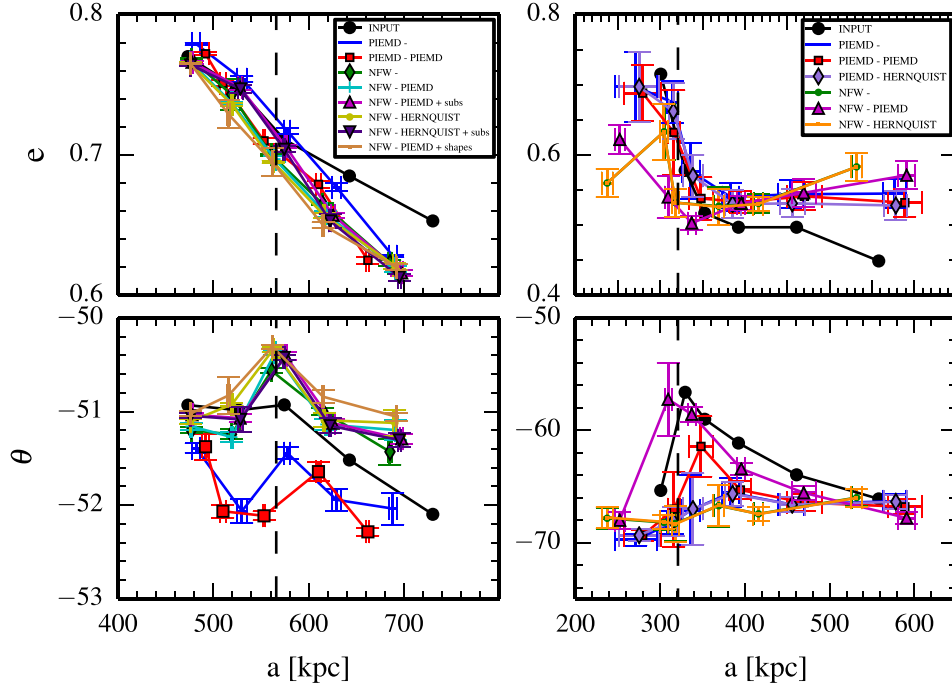 0.8
0.7
0.6
e
INPUT
PIEMD -
PIEMD - PIEMD
NFW -
NFW - PIEMD
NFW - PIEMD + subs
NFW - HERNQUIST
NFW - HERNQUIST + subs
NFW - PIEMD + shapes
0.8
0.6
0.4
INPUT
PIEMD -
PIEMD - PIEMD
PIEMD - HERNQUIST
NFW -
NFW - PIEMD
NFW - HERNQUIST
−50
−51
−52
−53
θ
400 500 600 700
a [kpc]
−50
−60
−70
200 300 400 500 600
a [kpc]